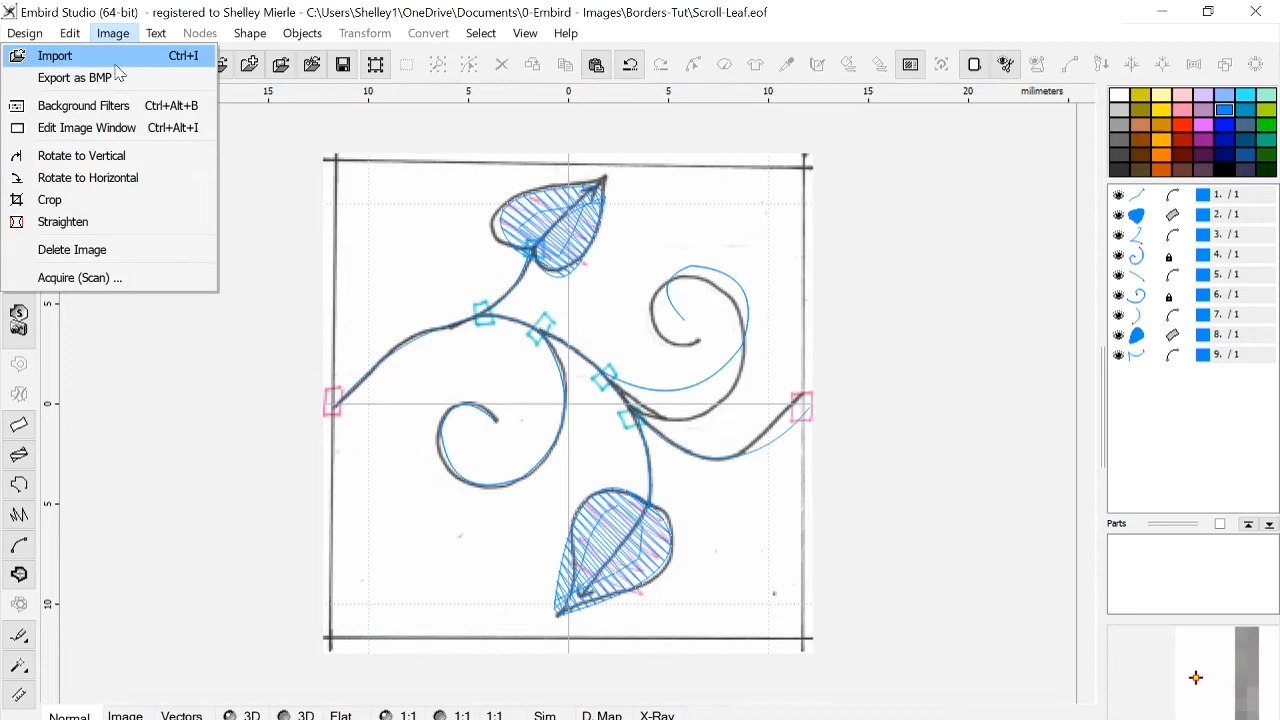 Embird Studio (64-bit) - registered to Shelley Mierle - C:\Users\Shelley1\OneDrive\Documents\0-Embird - Images\Borders-Tut\Scroll-Leaf.eof
Design Edit Image Text Nodes Shape Objects Transform Convert Select View Help
Import Ctrl+I
Export as BMP
Background Filters Ctrl+Alt+B
Edit Image Window Ctrl+Alt+I
Rotate to Vertical
Rotate to Horizontal
Crop
Straighten
Delete Image
Acquire (Scan) ...
15 10 5 0 5 10 15 20 milimeters
5
0
5
10
1. / 1
2. / 1
3. / 1
4. / 1
5. / 1
6. / 1
7. / 1
8. / 1
9. / 1
Parts
Normal Image Vectors 3D 3D Flat 1:1 1:1 1:1 Sim D. Map X-Ray